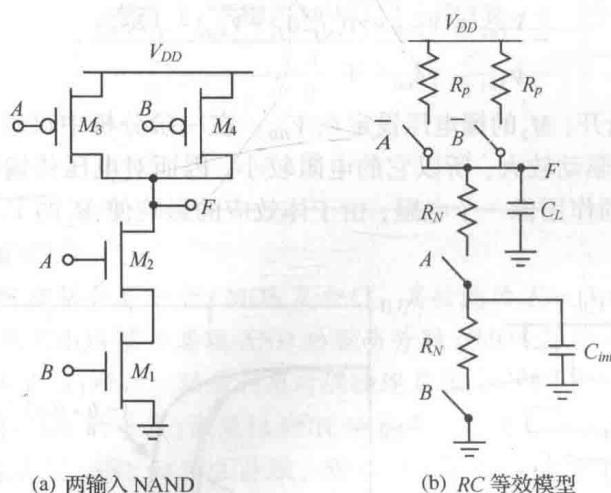 V_DD
A
M_3
B
M_4
F
A
M_2
B
M_1
(a) 两输入 NAND
V_DD
R_p
R_p
A
B
F
R_N
C_L
A
R_N
C_int
B
(b) RC 等效模型